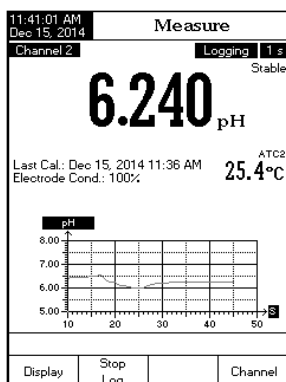 11:41:01 AM
Dec 15, 2014
Measure
Channel 2
Logging 1 s
Stable
6.240 pH
ATC2
Last Cal.: Dec 15, 2014 11:36 AM
25.4°C
Electrode Cond.: 100%
pH
8.00
7.00
6.00
5.00
10 20 30 40 50 S
Display Stop Log Channel